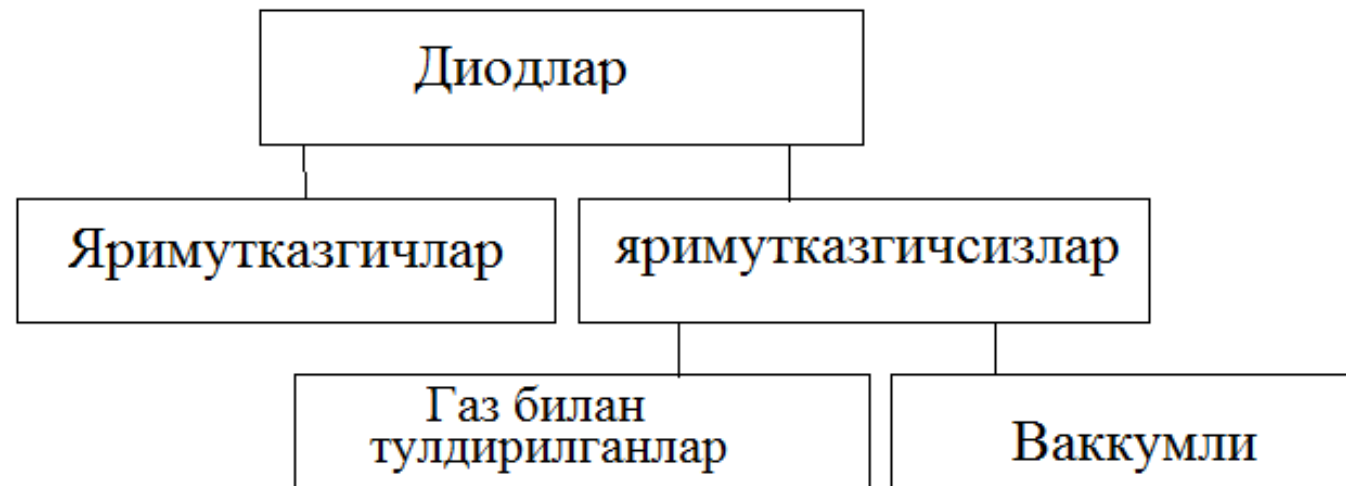 Диодлар
Яримутказгичлар
яримутказгичсизлар
Газ билан
тулдирилганлар
Ваккумли